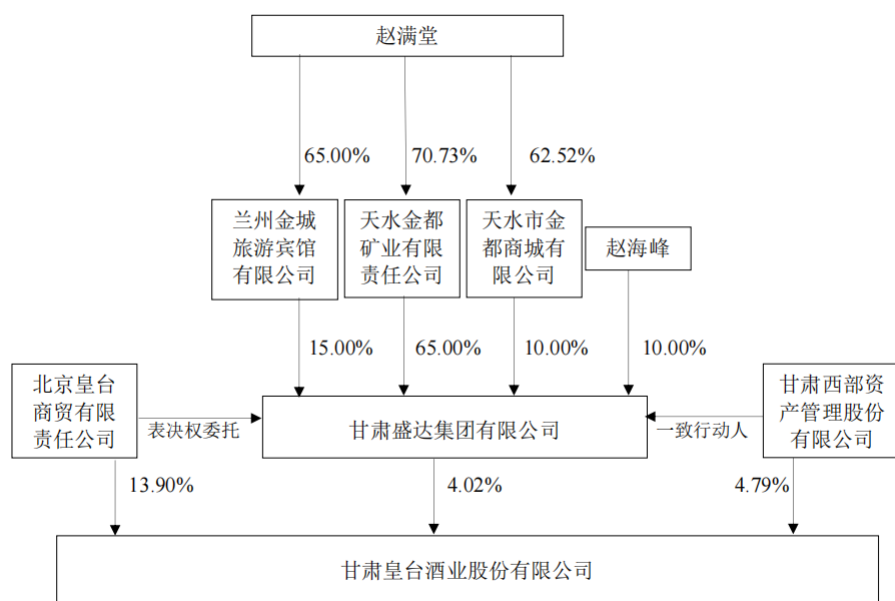 赵满堂
65.00%
70.73%
62.52%
兰州金城
旅游宾馆
有限公司
天水金都
矿业有限
责任公司
天水市金
都商城有
限公司
赵海峰
15.00%
65.00%
10.00%
10.00%
北京皇台
商贸有限
责任公司
表决权委托
甘肃盛达集团有限公司
一致行动人
甘肃西部资
产管理股份
有限公司
13.90%
4.02%
4.79%
甘肃皇台酒业股份有限公司